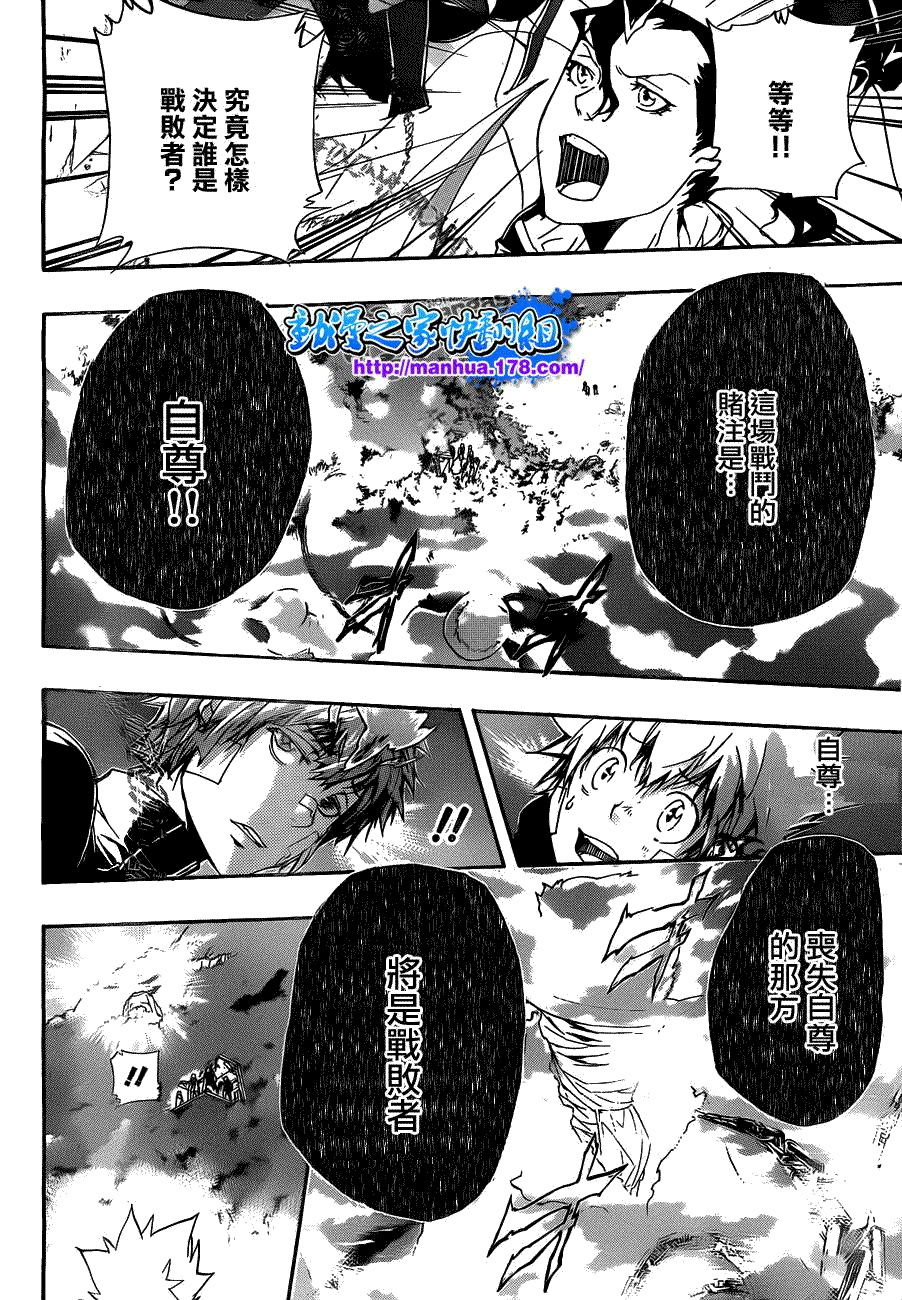 等等!!
究竟怎樣
決定誰是
戰敗者？
動漫之家快翻組
http://manhua.178.com/
這場戰鬥的
賭注是…
自尊!!
自尊…
!!
喪失自尊
的那方
將是戰敗者
!!